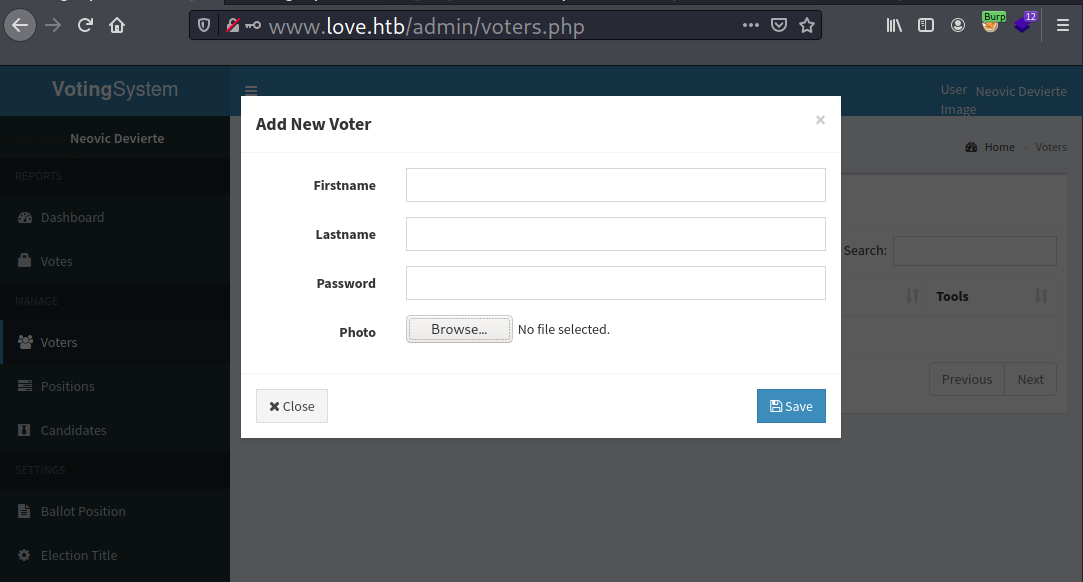 www.love.htb/admin/voters.php
Burp
12
VotingSystem
User Image
Neovic Devierte
Neovic Devierte
Home
Voters
REPORTS
Dashboard
Votes
MANAGE
Voters
Positions
Candidates
SETTINGS
Ballot Position
Election Title
Add New Voter
×
Firstname
Lastname
Password
Photo
Browse...
No file selected.
Close
Save
Search:
Tools
Previous
Next